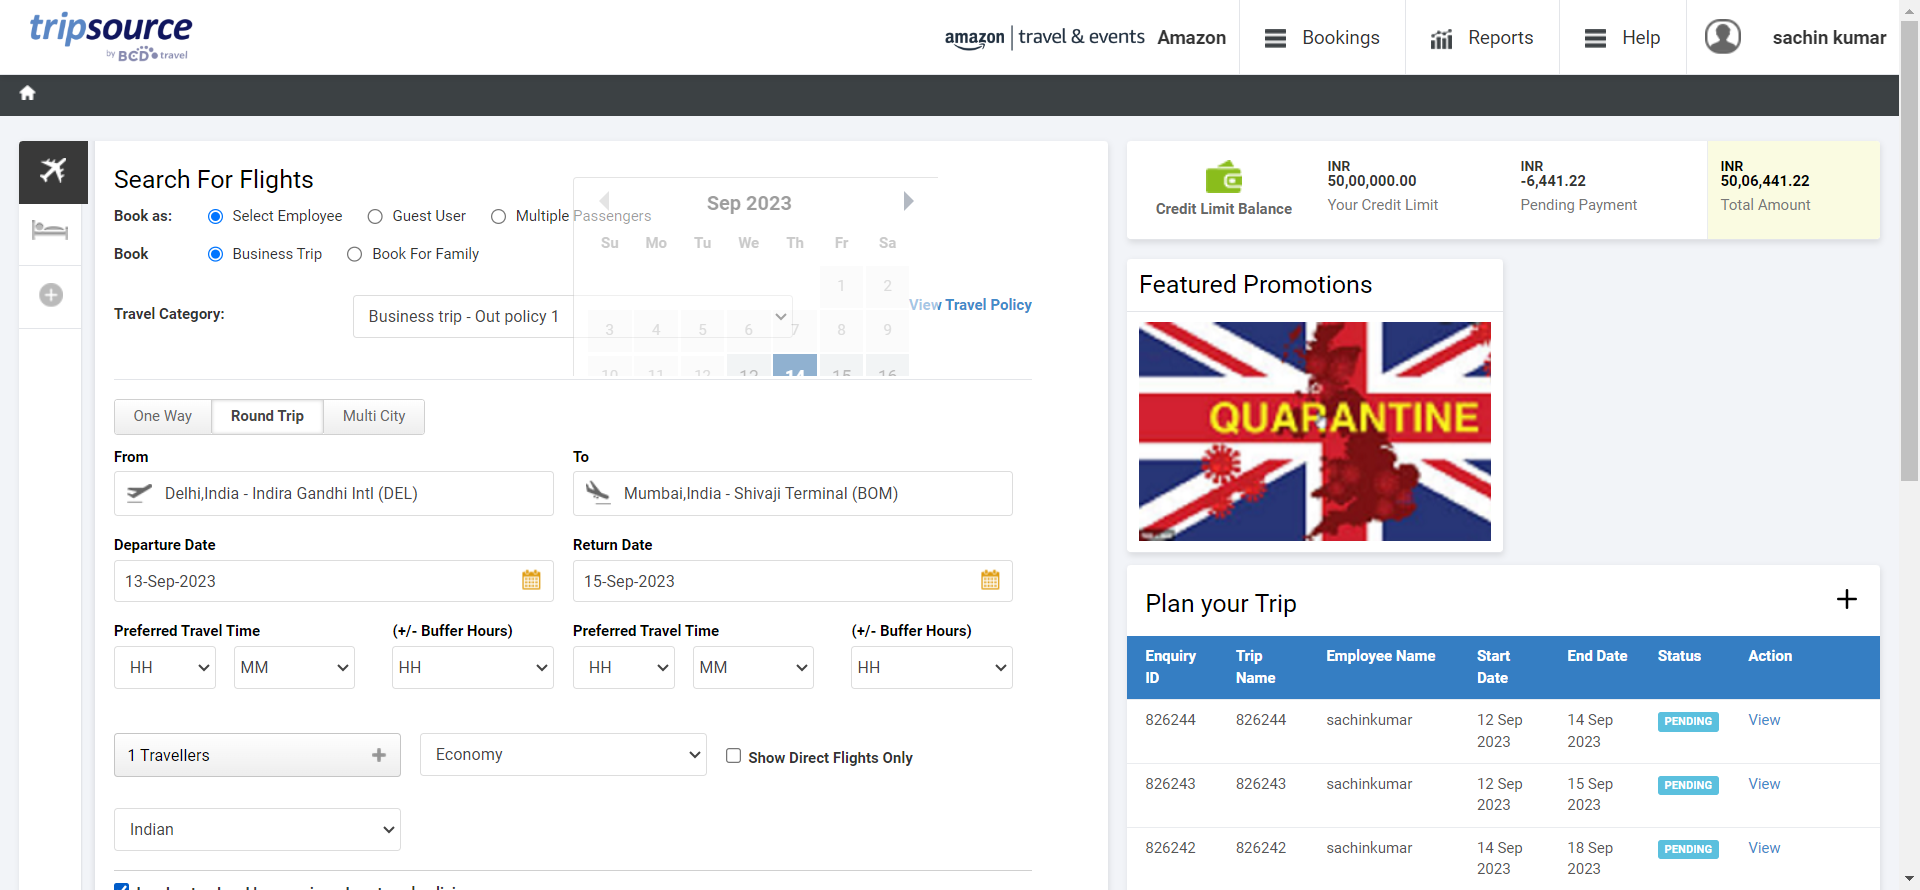 tripsource
by BCD travel
amazon | travel & events Amazon
Bookings
Reports
Help
sachin kumar
Search For Flights
Book as: Select Employee Guest User Multiple Passengers
Book Business Trip Book For Family
Travel Category: Business trip - Out policy 1
View Travel Policy
Sep 2023
Su Mo Tu We Th Fr Sa
1 2
3 4 5 6 7 8 9
10 11 12 13 14 15 16
One Way Round Trip Multi City
From
Delhi,India - Indira Gandhi Intl (DEL)
To
Mumbai,India - Shivaji Terminal (BOM)
Departure Date
13-Sep-2023
Return Date
15-Sep-2023
Preferred Travel Time (+/- Buffer Hours) Preferred Travel Time (+/- Buffer Hours)
HH MM HH HH MM HH
1 Travellers
Economy
Show Direct Flights Only
Indian
Credit Limit Balance
INR
50,00,000.00
Your Credit Limit
INR
-6,441.22
Pending Payment
INR
50,06,441.22
Total Amount
Featured Promotions
QUARANTINE
Plan your Trip
Enquiry ID Trip Name Employee Name Start Date End Date Status Action
826244 826244 sachinkumar 12 Sep 2023 14 Sep 2023 PENDING View
826243 826243 sachinkumar 12 Sep 2023 15 Sep 2023 PENDING View
826242 826242 sachinkumar 14 Sep 2023 18 Sep 2023 PENDING View